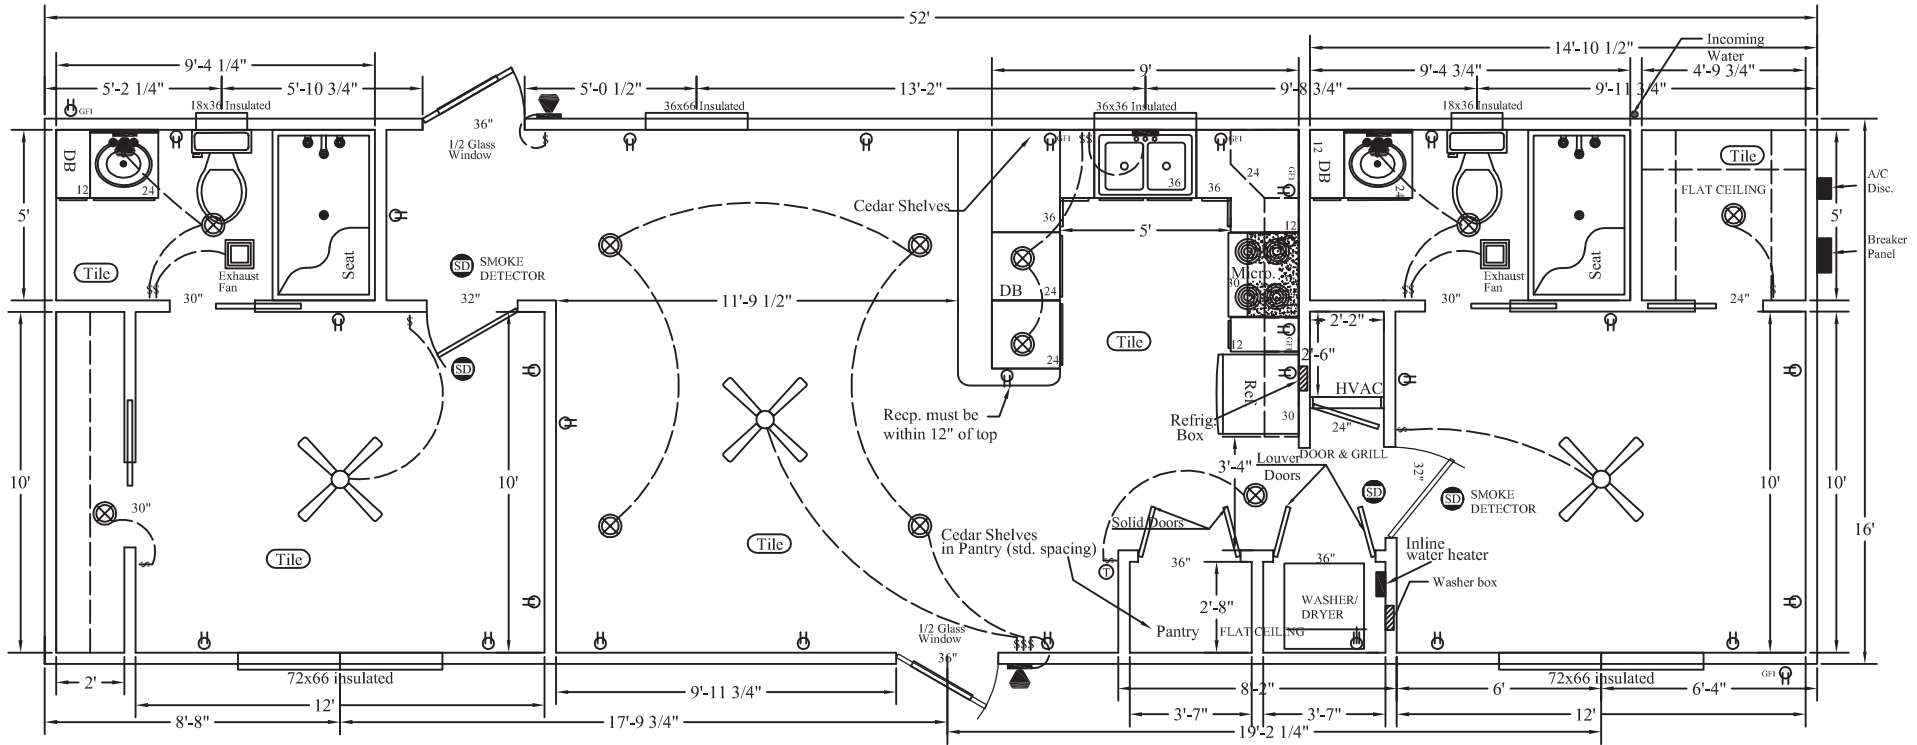 52'
14'-10 1/2"
Incoming
Water
9'-4 1/4"
9'
9'-4 3/4"
4'-9 3/4"
5'-2 1/4"
5'-10 3/4"
5'-0 1/2"
13'-2"
9'-8 3/4"
9'-11 3/4"
GFI
18x36 Insulated
36x66 Insulated
36x36 Insulated
18x36 Insulated
36"
1/2 Glass
Window
$
GFI
$$
DB
12
24
36
36
24
GFI
12
DB
24
Tile
FLAT CEILING
A/C
Disc.
5'
Cedar Shelves
36
5'
12
5'
Tile
Exhaust
Fan
Seat
$$
30"
SD
SMOKE
DETECTOR
32"
11'-9 1/2"
DB
24
Micro.
30
Exhaust
Fan
Seat
$$
30"
24"
$
Breaker
Panel
$
SD
24
Tile
12
GFI
2'-2"
2'-6"
HVAC
24"
DOOR & GRILL
Ref.
30
Refrig.
Box
Recp. must be
within 12" of top
10'
30"
$
Tile
10'
Tile
3'-4"
Louver
Doors
Solid Doors
$
T
SD
32"
$
SD
SMOKE
DETECTOR
10'
10'
16'
Cedar Shelves
in Pantry (std. spacing)
36"
36"
Inline
water heater
Washer box
2'-8"
WASHER/
DRYER
Pantry
FLAT CEILING
1/2 Glass
Window
36"
$$$
72x66 insulated
72x66 insulated
GFI
2'
12'
9'-11 3/4"
8'-2"
6'
6'-4"
8'-8"
17'-9 3/4"
3'-7"
3'-7"
12'
19'-2 1/4"